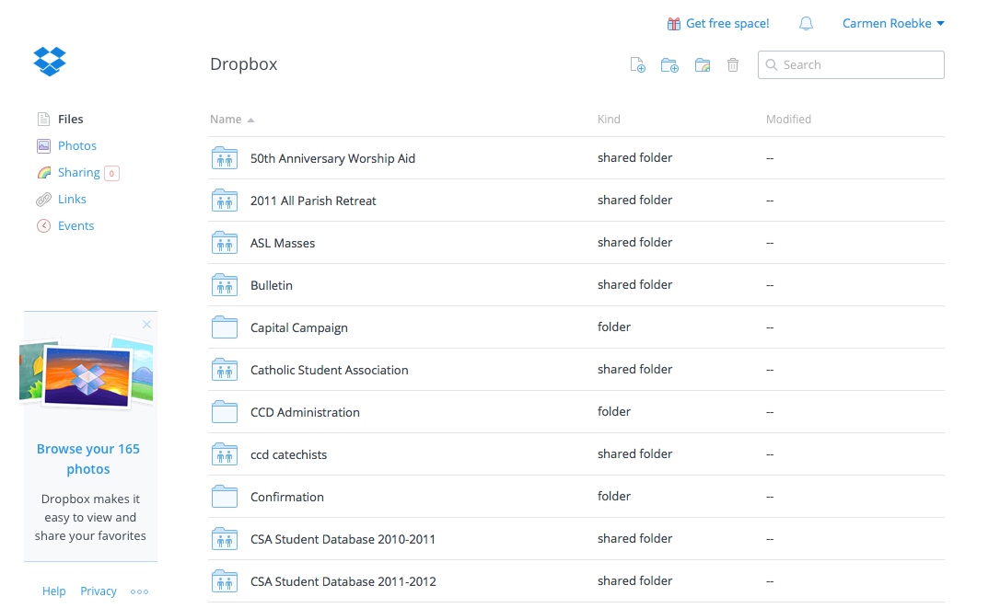 Get free space!
Carmen Roebke
Dropbox
Search
Files
Photos
Sharing 0
Links
Events
Name Kind Modified
50th Anniversary Worship Aid shared folder --
2011 All Parish Retreat shared folder --
ASL Masses shared folder --
Bulletin shared folder --
Capital Campaign folder --
Catholic Student Association shared folder --
CCD Administration folder --
ccd catechists shared folder --
Confirmation folder --
CSA Student Database 2010-2011 shared folder --
CSA Student Database 2011-2012 shared folder --
Browse your 165
photos
Dropbox makes it
easy to view and
share your favorites
Help Privacy